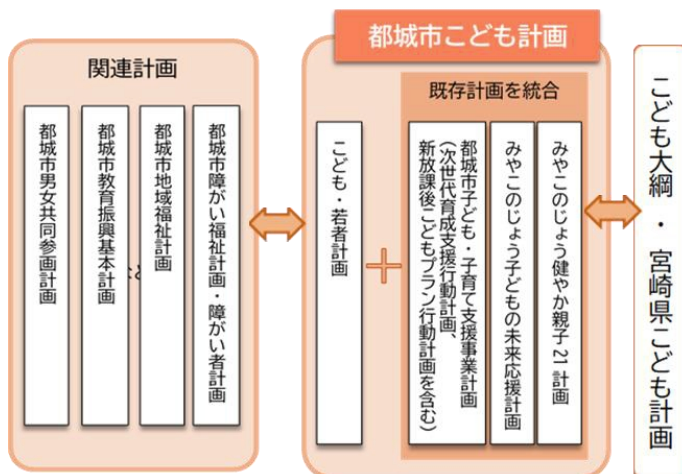 関連計画
都城市男女共同参画計画
都城市教育振興基本計画
都城市地域福祉計画
都城市障がい福祉計画・障がい者計画
都城市こども計画
こども・若者計画
＋
既存計画を統合
都城市子ども・子育て支援事業計画
(次世代育成支援行動計画、
新放課後こどもプラン行動計画を含む)
みやこのじょう子どもの未来応援計画
みやこのじょう健やか親子21計画
こども大綱・宮崎県こども計画